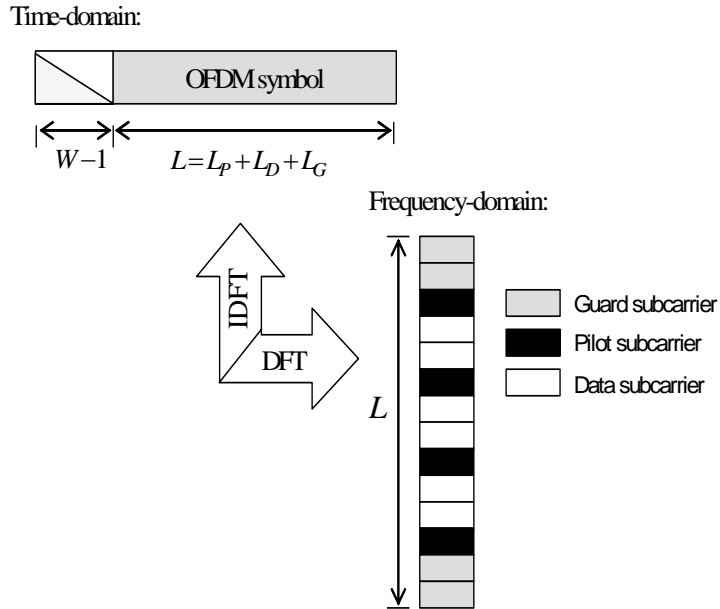 Time-domain:
OFDM symbol
W−1
L=L_P+L_D+L_G
Frequency-domain:
IDFT
DFT
L
Guard subcarrier
Pilot subcarrier
Data subcarrier